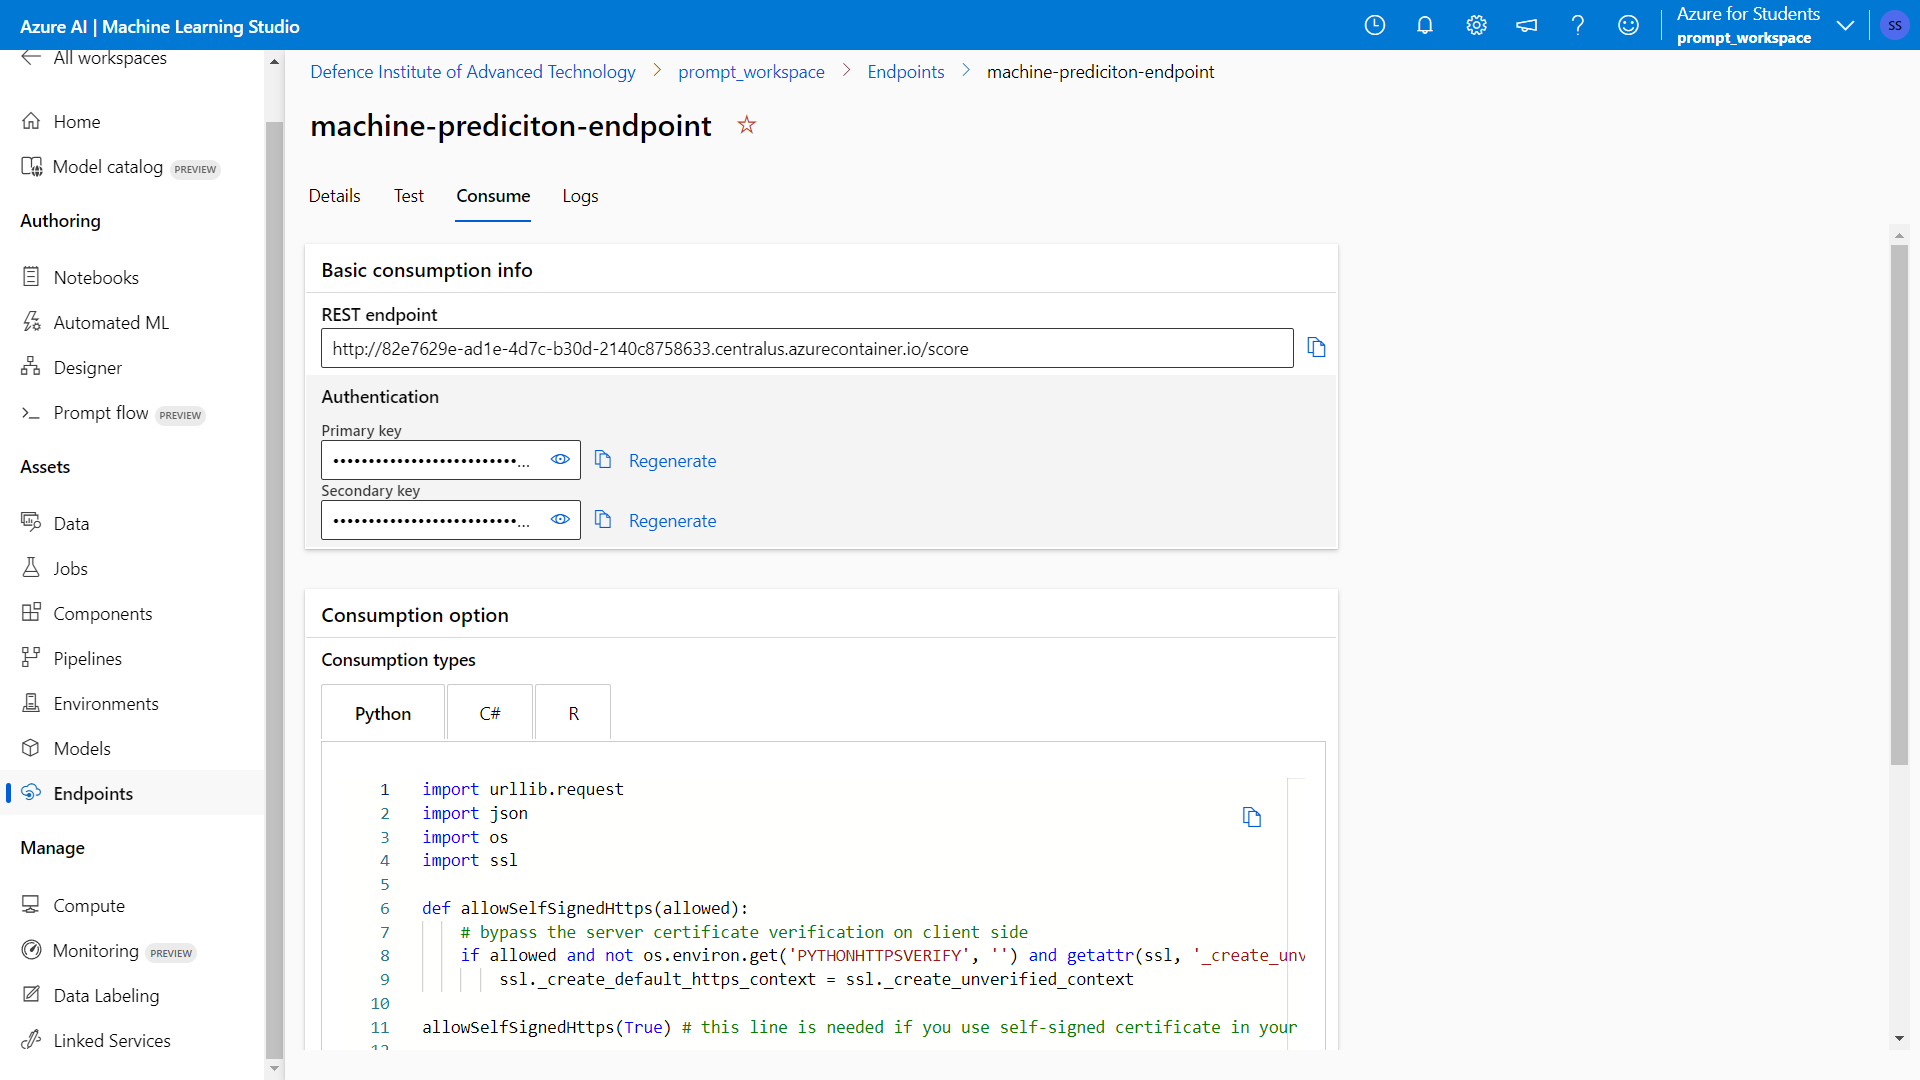 Azure AI | Machine Learning Studio
Azure for Students
prompt_workspace
SS
All workspaces
Home
Model catalog PREVIEW
Authoring
Notebooks
Automated ML
Designer
Prompt flow PREVIEW
Assets
Data
Jobs
Components
Pipelines
Environments
Models
Endpoints
Manage
Compute
Monitoring PREVIEW
Data Labeling
Linked Services
Defence Institute of Advanced Technology > prompt_workspace > Endpoints > machine-prediciton-endpoint
machine-prediciton-endpoint
Details Test Consume Logs
Basic consumption info
REST endpoint
http://82e7629e-ad1e-4d7c-b30d-2140c8758633.centralus.azurecontainer.io/score
Authentication
Primary key
••••••••••••••••••••••••••... Regenerate
Secondary key
••••••••••••••••••••••••••... Regenerate
Consumption option
Consumption types
Python C# R
1 import urllib.request
2 import json
3 import os
4 import ssl
5
6 def allowSelfSignedHttps(allowed):
7 # bypass the server certificate verification on client side
8 if allowed and not os.environ.get('PYTHONHTTPSVERIFY', '') and getattr(ssl, '_create_unv
9 ssl._create_default_https_context = ssl._create_unverified_context
10
11 allowSelfSignedHttps(True) # this line is needed if you use self-signed certificate in your
12